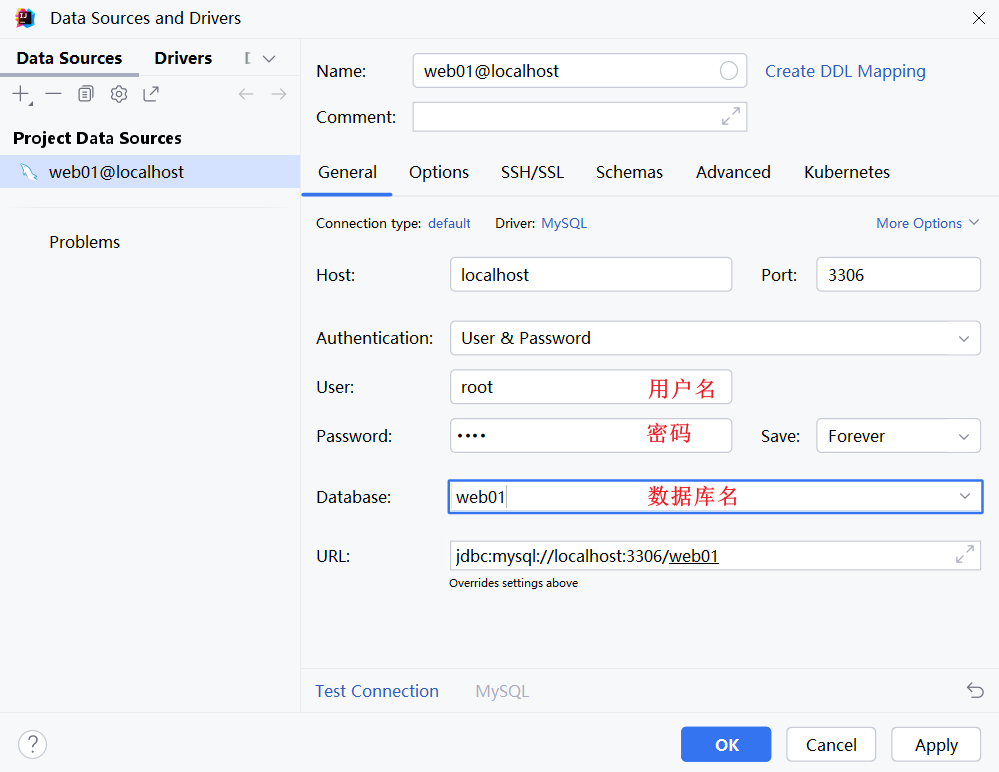 Data Sources and Drivers
Data Sources Drivers
Project Data Sources
web01@localhost
Problems
Name: web01@localhost Create DDL Mapping
Comment:
General Options SSH/SSL Schemas Advanced Kubernetes
Connection type: default Driver: MySQL More Options
Host: localhost Port: 3306
Authentication: User & Password
User: root 用户名
Password: •••• 密码 Save: Forever
Database: web01 数据库名
URL: jdbc:mysql://localhost:3306/web01
Overrides settings above
Test Connection MySQL
? OK Cancel Apply